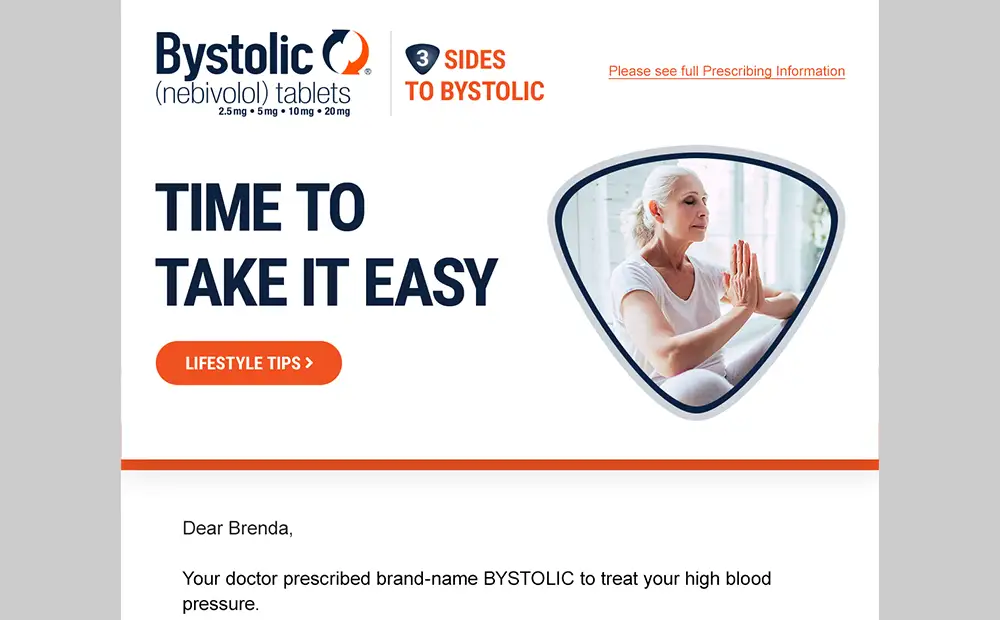 Bystolic®
(nebivolol) tablets
2.5 mg • 5 mg • 10 mg • 20 mg
3 SIDES
TO BYSTOLIC
Please see full Prescribing Information
TIME TO
TAKE IT EASY
LIFESTYLE TIPS >
Dear Brenda,
Your doctor prescribed brand-name BYSTOLIC to treat your high blood
pressure.